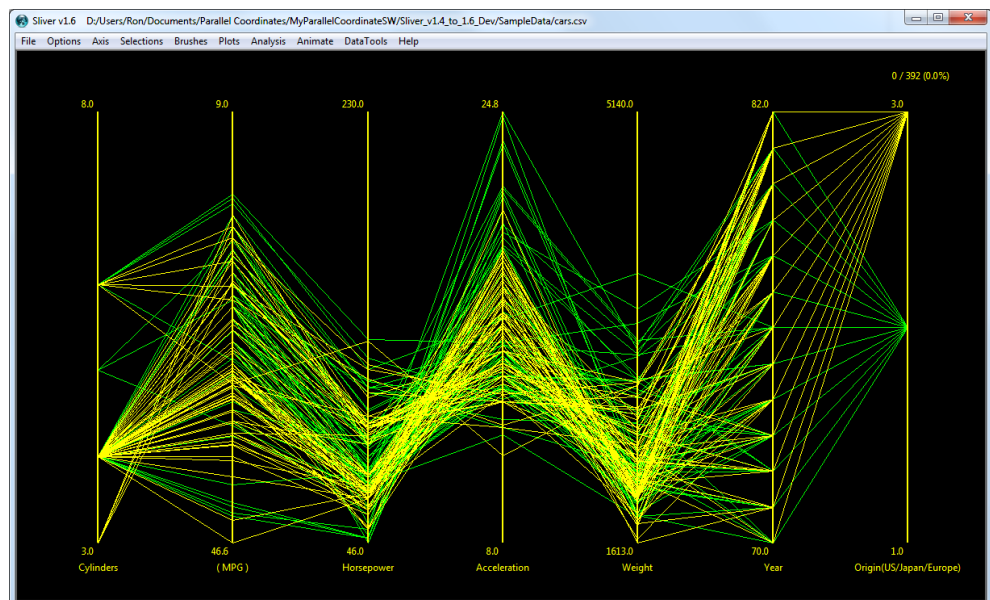 Sliver v1.6 D:/Users/Ron/Documents/Parallel Coordinates/MyParallelCoordinateSW/Sliver_v1.4_to_1.6_Dev/SampleData/cars.csv
File Options Axis Selections Brushes Plots Analysis Animate DataTools Help
0 / 392 (0.0%)
8.0 9.0 230.0 24.8 5140.0 82.0 3.0
3.0 46.6 46.0 8.0 1613.0 70.0 1.0
Cylinders ( MPG ) Horsepower Acceleration Weight Year Origin(US/Japan/Europe)